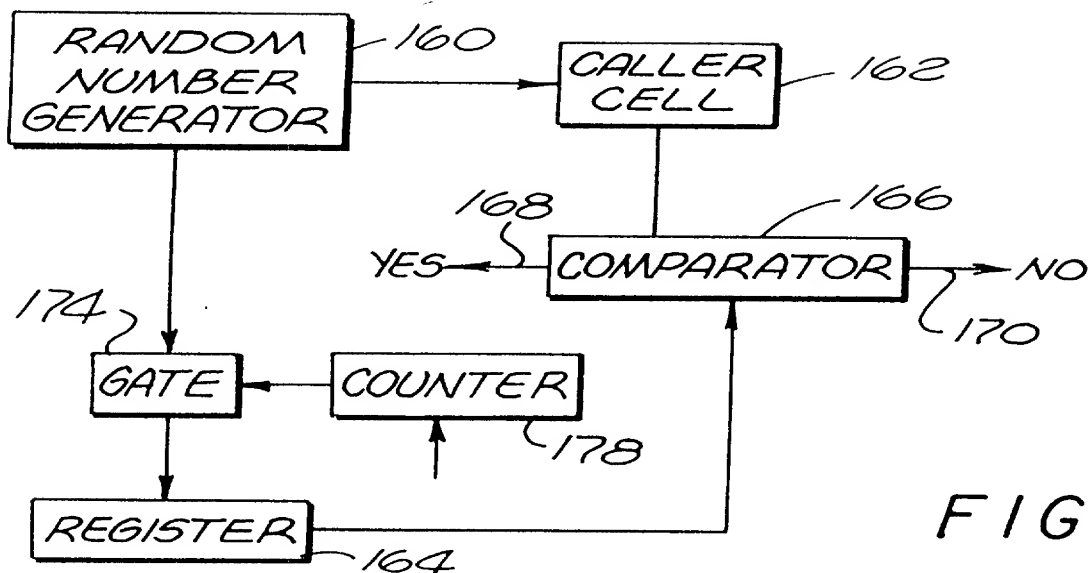 RANDOM
NUMBER
GENERATOR
160
CALLER
CELL
162
168
166
YES
COMPARATOR
NO
170
174
GATE
COUNTER
178
REGISTER
164
FIG